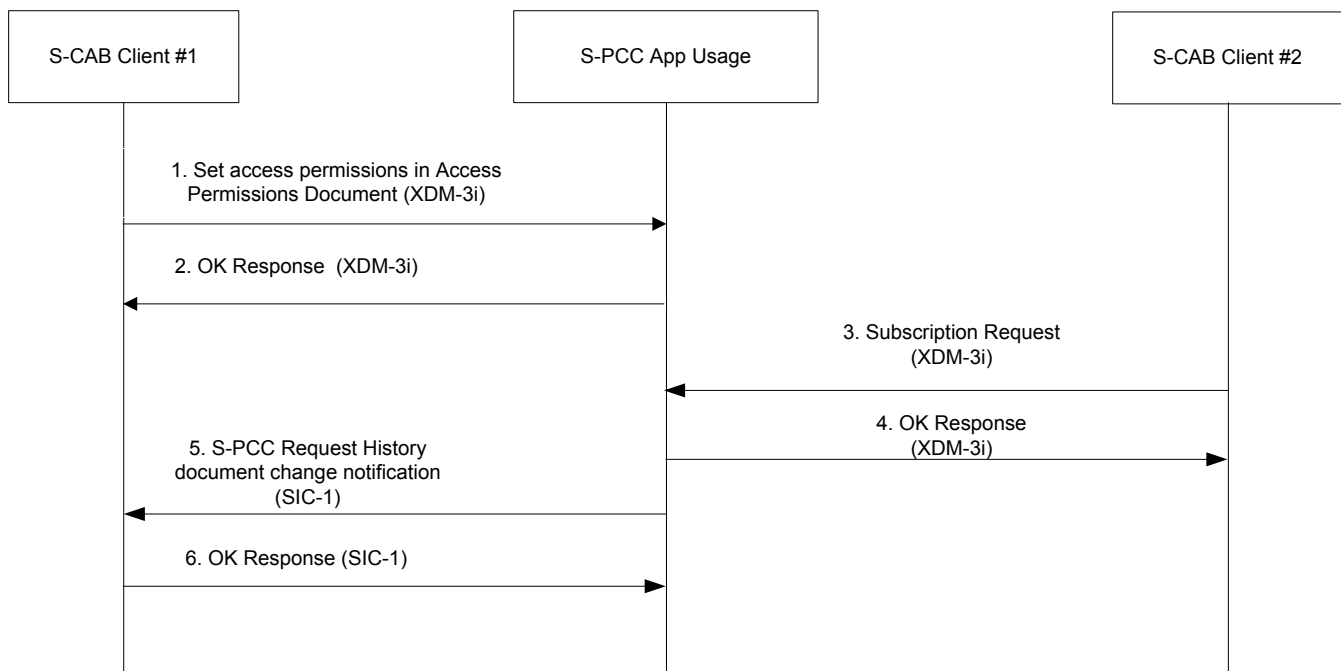 S-CAB Client #1
S-PCC App Usage
S-CAB Client #2
1. Set access permissions in Access
Permissions Document (XDM-3i)
2. OK Response (XDM-3i)
3. Subscription Request
(XDM-3i)
4. OK Response
(XDM-3i)
5. S-PCC Request History
document change notification
(SIC-1)
6. OK Response (SIC-1)